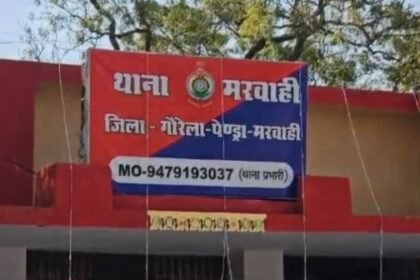 थाना मरवाही
जिला - गौरेला-पेण्ड्रा-मरवाही
MO-9479193037 (थाना प्रभारी)